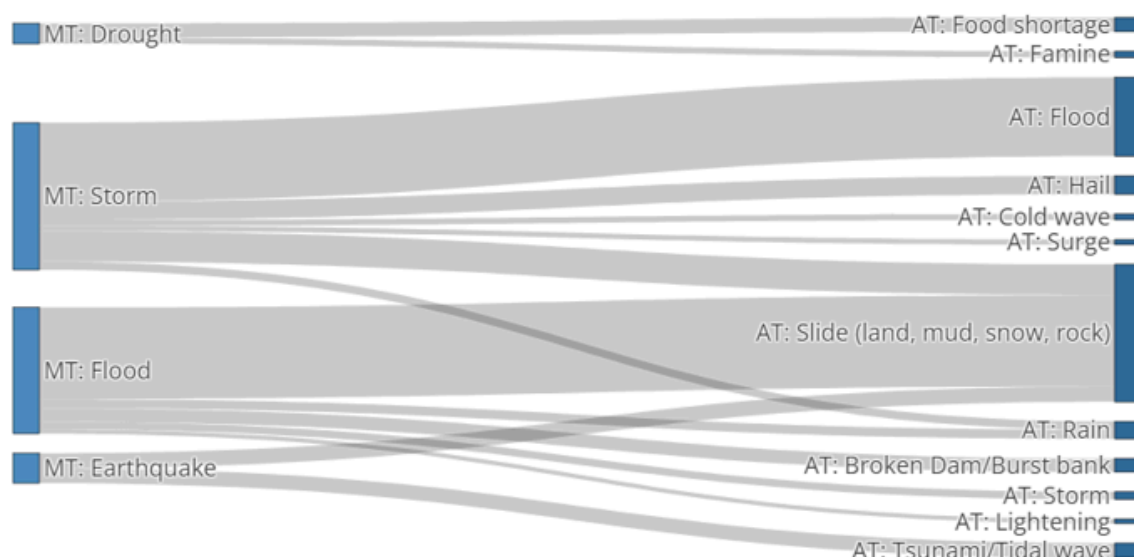 MT: Drought
MT: Storm
MT: Flood
MT: Earthquake
AT: Food shortage
AT: Famine
AT: Flood
AT: Hail
AT: Cold wave
AT: Surge
AT: Slide (land, mud, snow, rock)
AT: Rain
AT: Broken Dam/Burst bank
AT: Storm
AT: Lightening
AT: Tsunami/Tidal wave